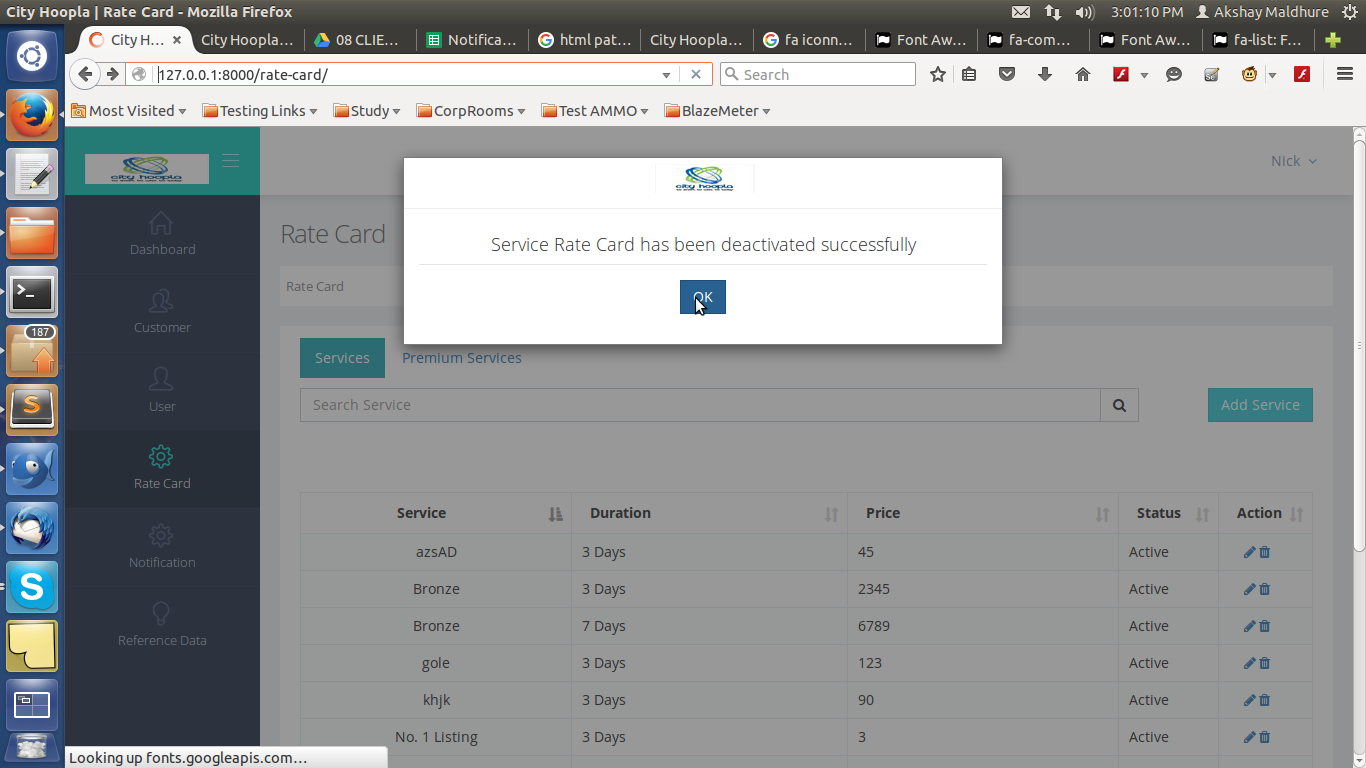 City Hoopla | Rate Card - Mozilla Firefox
3:01:10 PM
Akshay Maldhure
City H...
City Hoopla...
08 CLIE...
Notifica...
html pat...
City Hoopla...
fa iconn...
Font Aw...
fa-com...
Font Aw...
fa-list: F...
127.0.0.1:8000/rate-card/
Search
Most Visited
Testing Links
Study
CorpRooms
Test AMMO
BlazeMeter
187
city hoopla
Nick
city hoopla
Service Rate Card has been deactivated successfully
OK
Dashboard
Customer
User
Rate Card
Notification
Reference Data
Rate Card
Rate Card
Services
Premium Services
Search Service
Add Service
Service Duration Price Status Action
azsAD 3 Days 45 Active
Bronze 3 Days 2345 Active
Bronze 7 Days 6789 Active
gole 3 Days 123 Active
khjk 3 Days 90 Active
No. 1 Listing 3 Days 3 Active
Looking up fonts.googleapis.com...